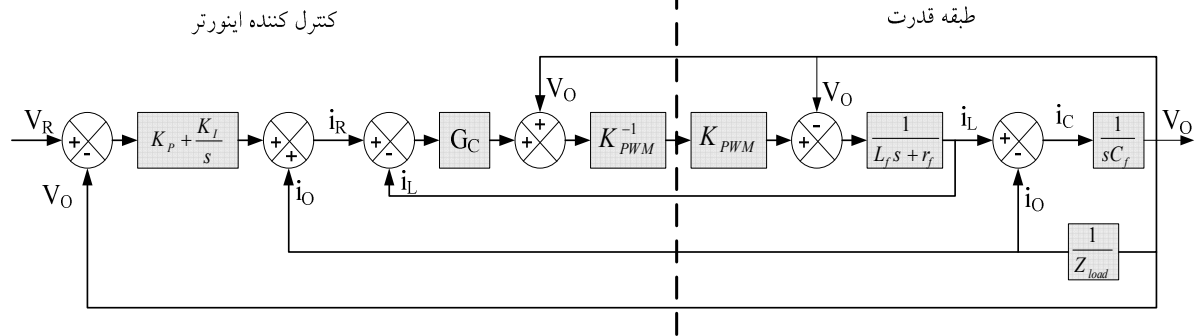 کنترل کننده اینورتر
طبقه قدرت
V_O
V_O
V_R
+
-
K_P + K_I/s
+
+
i_R
+
-
G_C
+
+
K_PWM^-1
K_PWM
-
+
1/(L_f s + r_f)
i_L
+
-
i_C
1/(sC_f)
V_O
V_O
i_O
i_L
i_O
1/Z_load